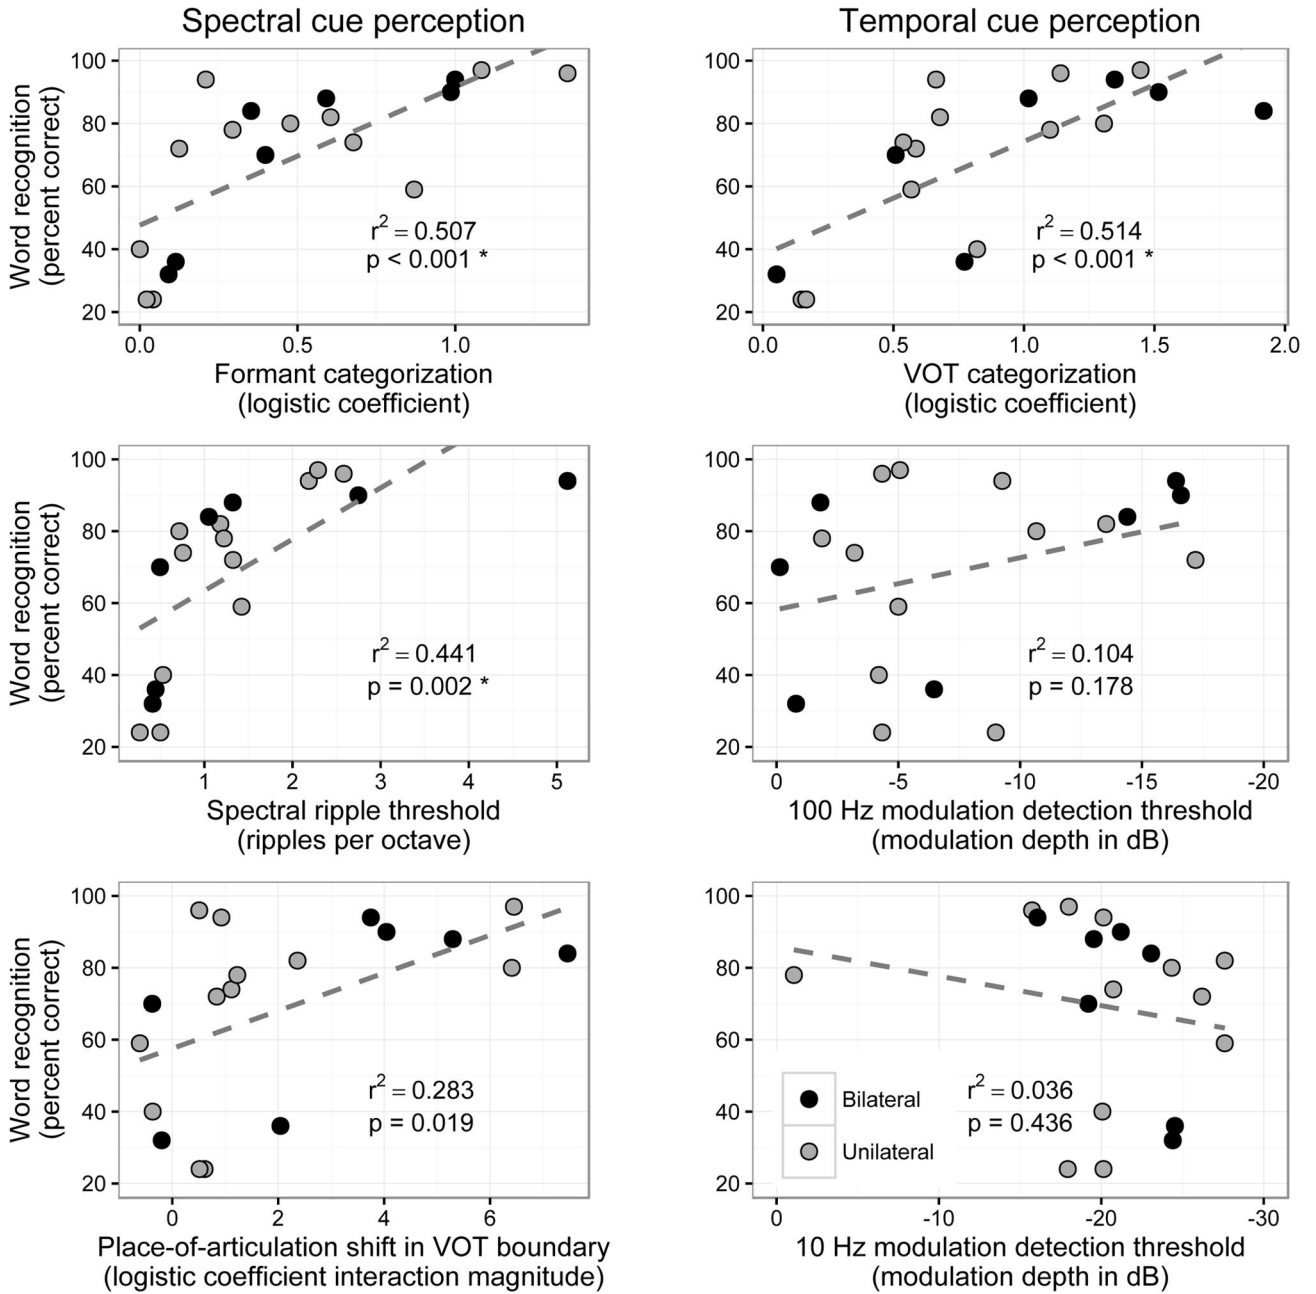 Spectral cue perception
Temporal cue perception
Word recognition
(percent correct)
100
80
60
40
20
r² = 0.507
p < 0.001 *
0.0 0.5 1.0
Formant categorization
(logistic coefficient)
100
80
60
40
20
r² = 0.514
p < 0.001 *
0.0 0.5 1.0 1.5 2.0
VOT categorization
(logistic coefficient)
Word recognition
(percent correct)
100
80
60
40
20
r² = 0.441
p = 0.002 *
1 2 3 4 5
Spectral ripple threshold
(ripples per octave)
100
80
60
40
20
r² = 0.104
p = 0.178
0 -5 -10 -15 -20
100 Hz modulation detection threshold
(modulation depth in dB)
Word recognition
(percent correct)
100
80
60
40
20
r² = 0.283
p = 0.019
0 2 4 6
Place-of-articulation shift in VOT boundary
(logistic coefficient interaction magnitude)
100
80
60
40
20
Bilateral
Unilateral
r² = 0.036
p = 0.436
0 -10 -20 -30
10 Hz modulation detection threshold
(modulation depth in dB)